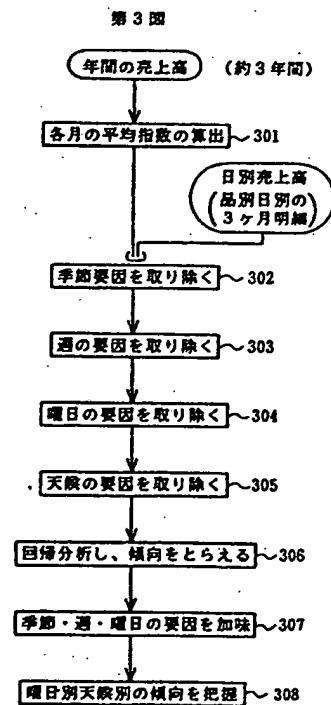 第3図
年間の売上高 (約3年間)
各月の平均指数の算出 301
日別売上高
(品別日別の
3ヶ月明細)
季節要因を取り除く 302
週の要因を取り除く 303
曜日の要因を取り除く 304
天候の要因を取り除く 305
回帰分析し、傾向をとらえる 306
季節・週・曜日の要因を加味 307
曜日別天候別の傾向を把握 308